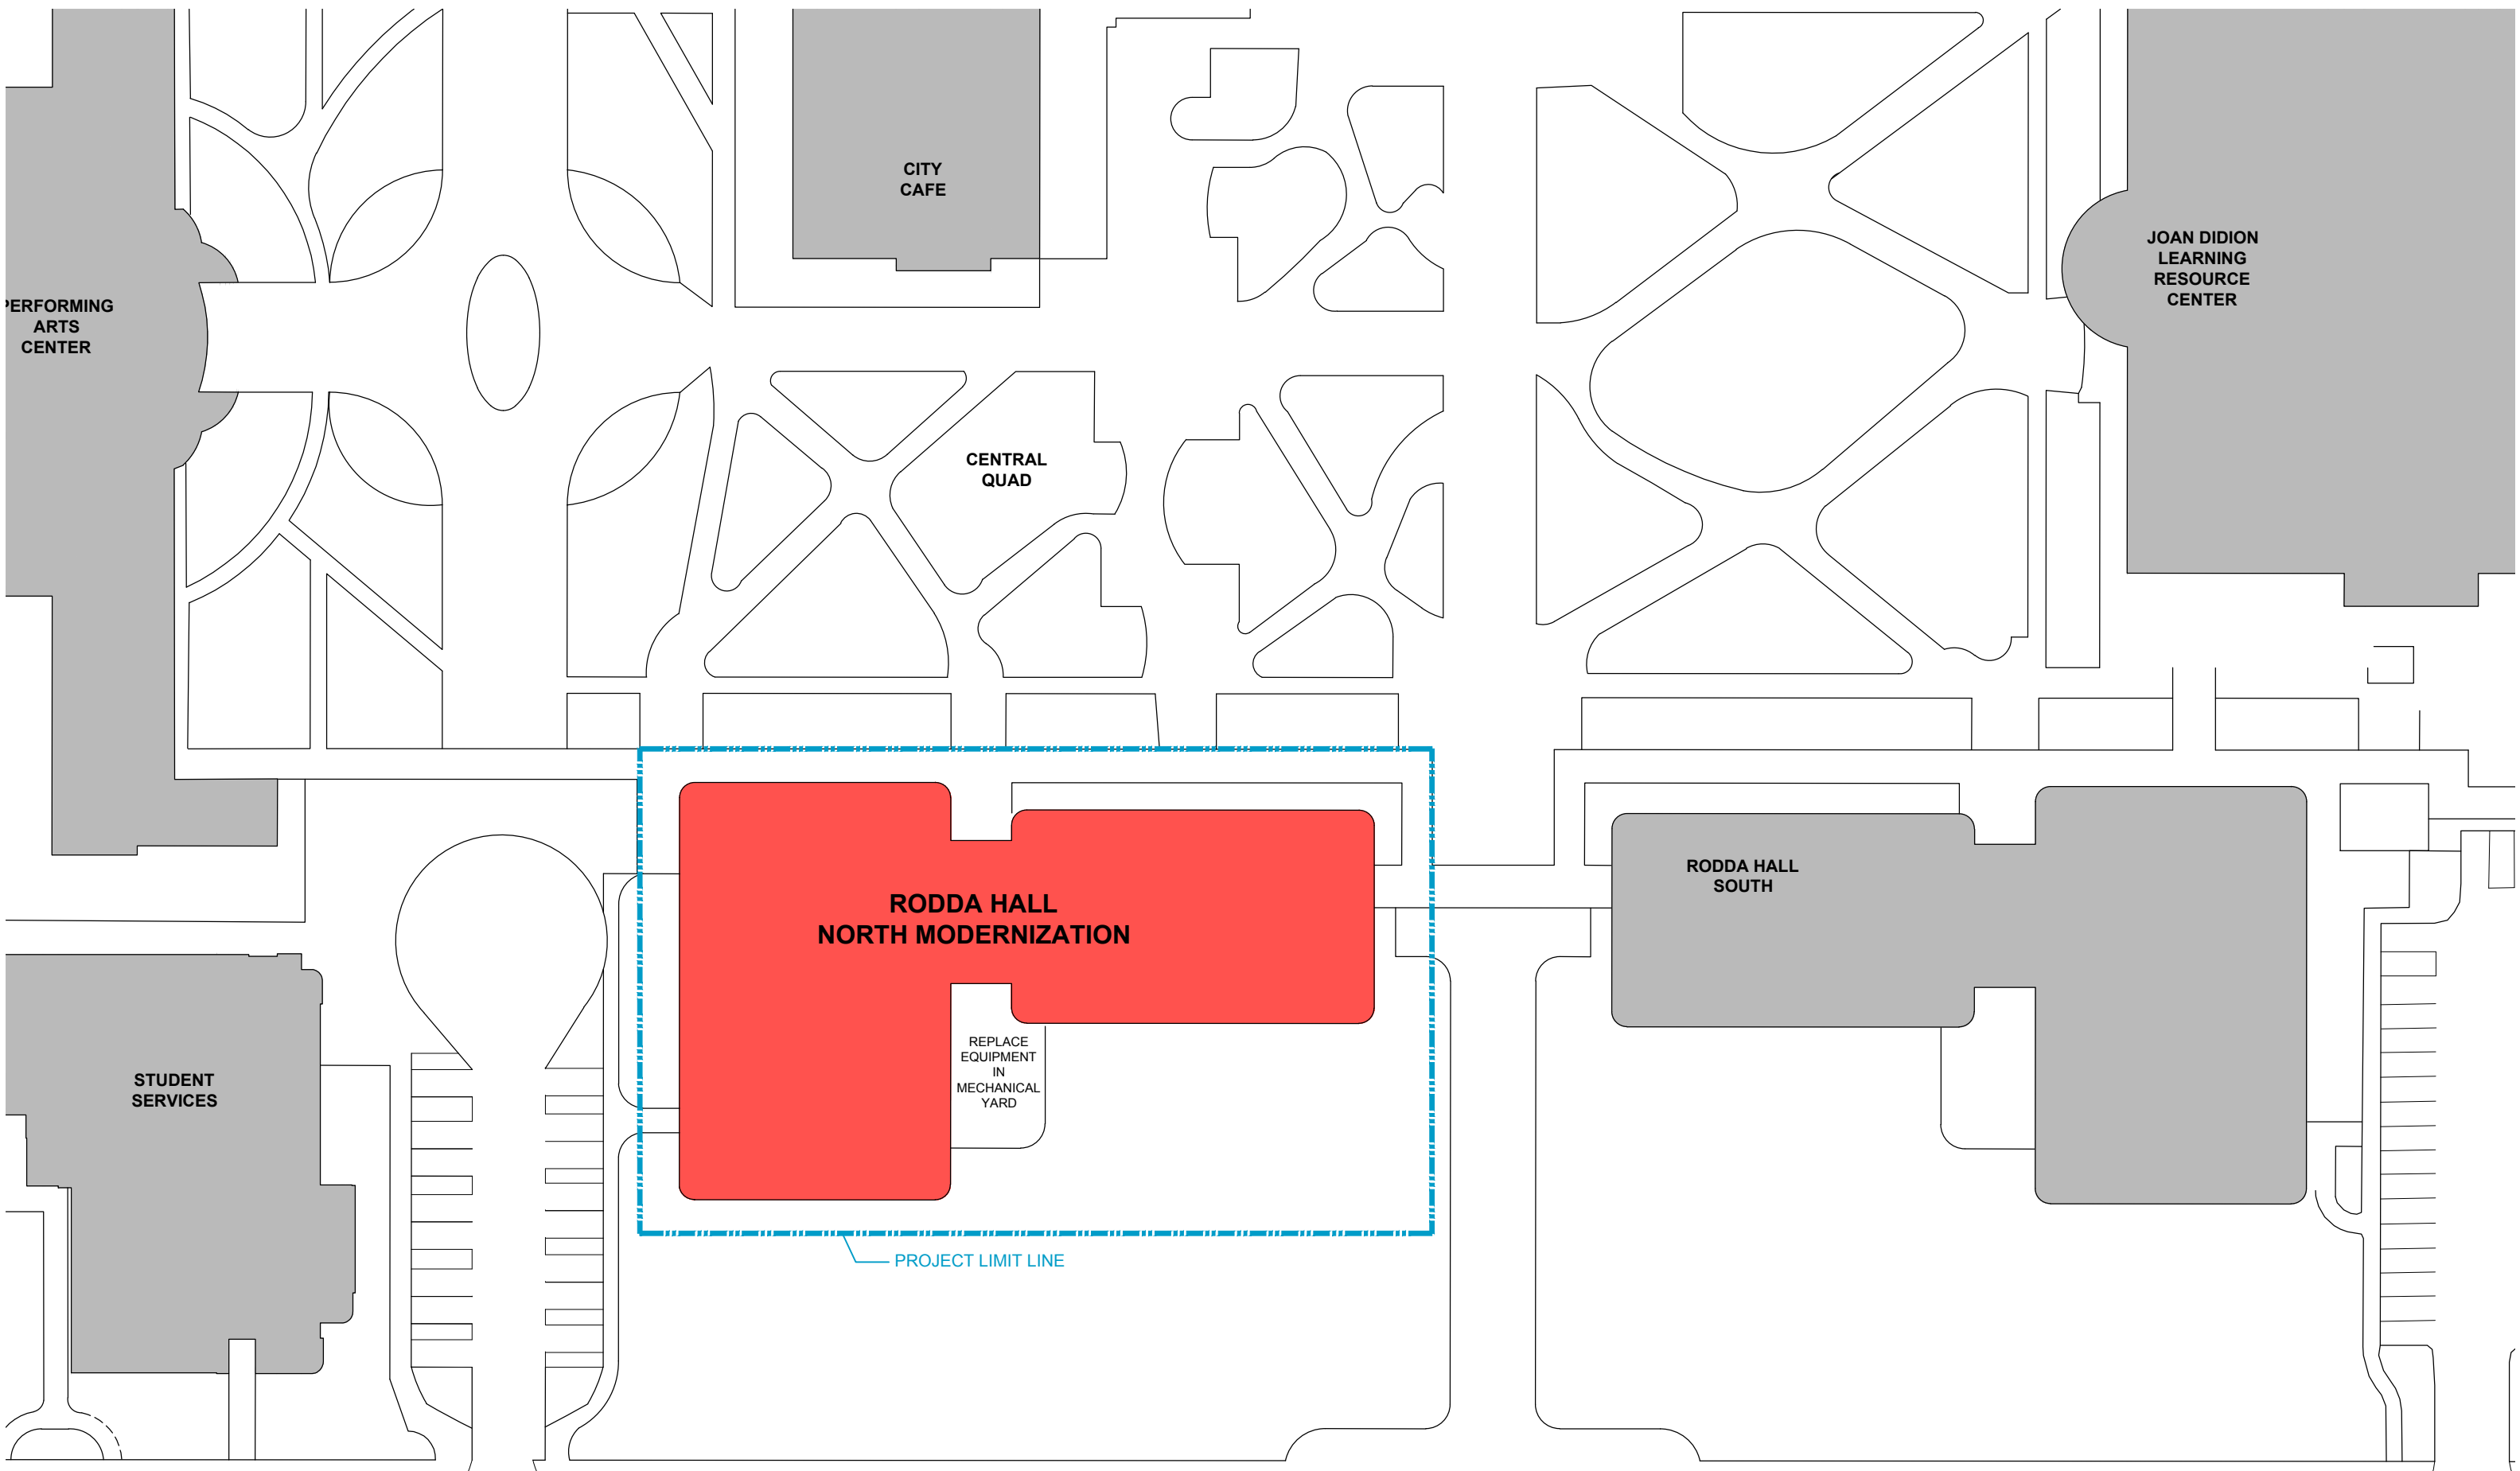 CITY
CAFE
JOAN DIDION
LEARNING
RESOURCE
CENTER
PERFORMING
ARTS
CENTER
CENTRAL
QUAD
RODDA HALL
NORTH MODERNIZATION
RODDA HALL
SOUTH
REPLACE
EQUIPMENT
IN
MECHANICAL
YARD
STUDENT
SERVICES
PROJECT LIMIT LINE